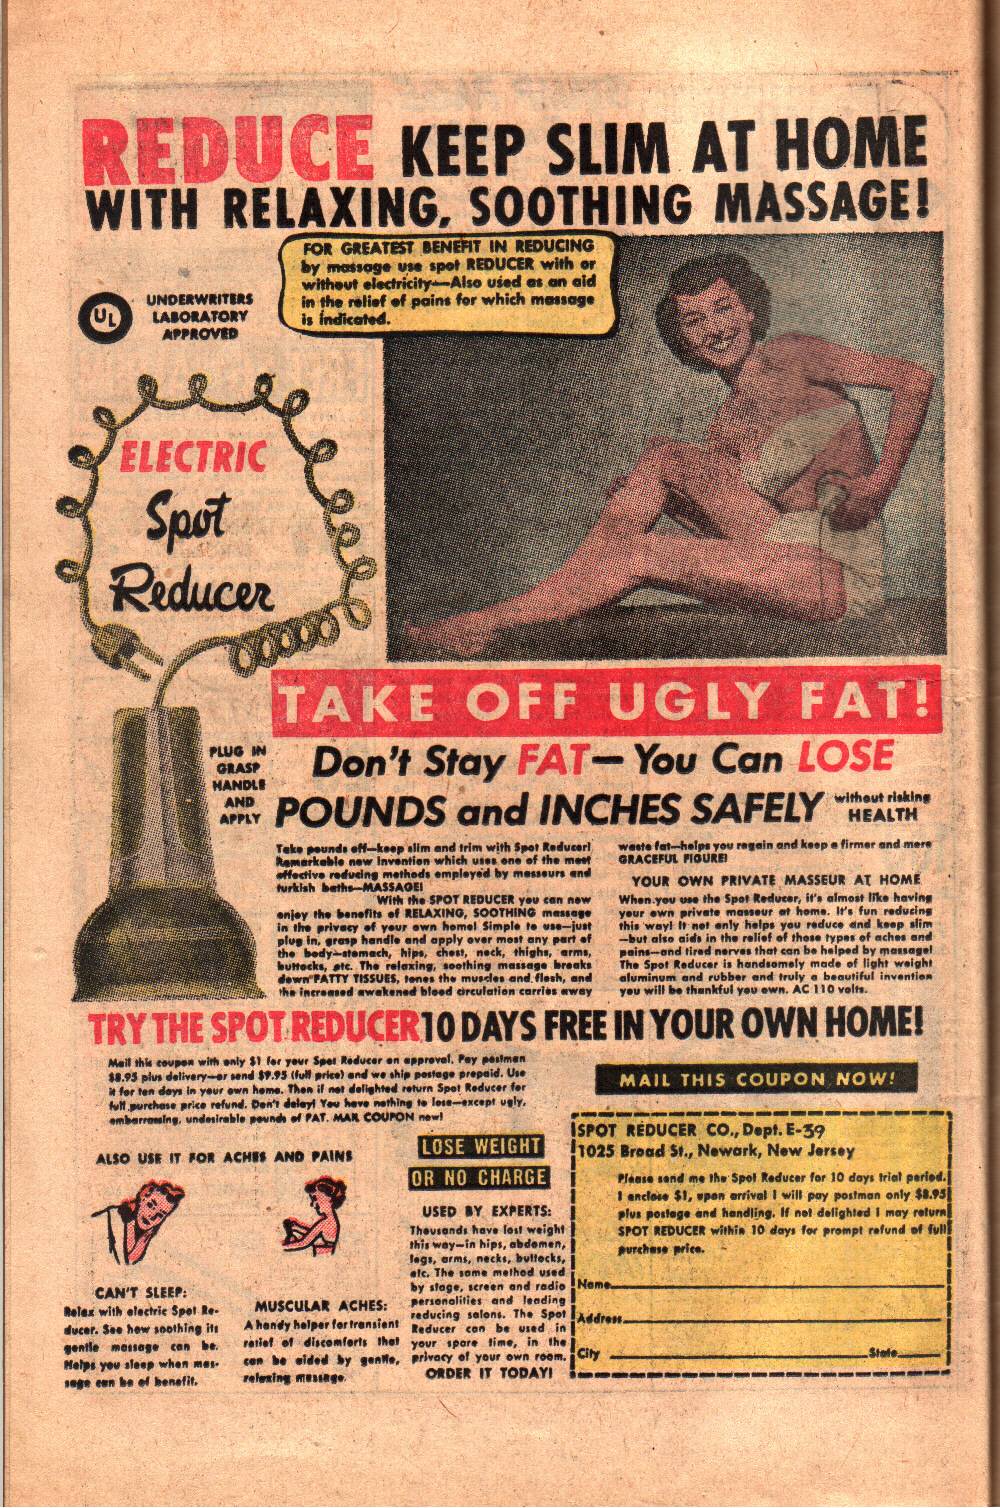 REDUCE KEEP SLIM AT HOME
WITH RELAXING, SOOTHING MASSAGE!
FOR GREATEST BENEFIT IN REDUCING
by massage use spot REDUCER with or
without electricity—Also used as an aid
in the relief of pains for which massage
is indicated.
UL
UNDERWRITERS
LABORATORY
APPROVED
ELECTRIC
Spot
Reducer
TAKE OFF UGLY FAT!
PLUG IN
GRASP
HANDLE
AND
APPLY
Don't Stay FAT—You Can LOSE
POUNDS and INCHES SAFELY without risking
HEALTH
Take pounds off—keep slim and trim with Spot Reducer!
Remarkable new invention which uses one of the most
effective reducing methods employed by masseurs and
turkish baths—MASSAGE!
With the SPOT REDUCER you can now
enjoy the benefits of RELAXING, SOOTHING massage
in the privacy of your own home! Simple to use—just
plug in, grasp handle and apply over most any part of
the body—stomach, hips, chest, neck, thighs, arms,
buttocks, etc. The relaxing, soothing massage breaks
down FATTY TISSUES, tones the muscles and flesh, and
the increased awakened blood circulation carries away
waste fat—helps you regain and keep a firmer and more
GRACEFUL FIGURE!
YOUR OWN PRIVATE MASSEUR AT HOME
When you use the Spot Reducer, it's almost like having
your own private masseur at home. It's fun reducing
this way! It not only helps you reduce and keep slim
—but also aids in the relief of those types of aches and
pains—and tired nerves that can be helped by massage!
The Spot Reducer is handsomely made of light weight
aluminum and rubber and truly a beautiful invention
you will be thankful you own. AC 110 volts.
TRY THE SPOT REDUCER 10 DAYS FREE IN YOUR OWN HOME!
Mail this coupon with only $1 for your Spot Reducer on approval. Pay postman
$8.95 plus delivery—or send $9.95 (full price) and we ship postage prepaid. Use
it for ten days in your own home. Then if not delighted return Spot Reducer for
full purchase price refund. Don't delay! You have nothing to lose—except ugly,
embarrassing, undesirable pounds of FAT. MAIL COUPON now!
ALSO USE IT FOR ACHES AND PAINS
CAN'T SLEEP:
Relax with electric Spot Re-
ducer. See how soothing its
gentle massage can be.
Helps you sleep when mas-
sage can be of benefit.
MUSCULAR ACHES:
A handy helper for transient
relief of discomforts that
can be aided by gentle,
relaxing massage.
LOSE WEIGHT
OR NO CHARGE
USED BY EXPERTS:
Thousands have lost weight
this way—in hips, abdomen,
legs, arms, necks, buttocks,
etc. The same method used
by stage, screen and radio
personalities and leading
reducing salons. The Spot
Reducer can be used in
your spare time, in the
privacy of your own room.
ORDER IT TODAY!
MAIL THIS COUPON NOW!
SPOT REDUCER CO., Dept. E-39
1025 Broad St., Newark, New Jersey
Please send me the Spot Reducer for 10 days trial period.
I enclose $1, upon arrival I will pay postman only $8.95
plus postage and handling. If not delighted I may return
SPOT REDUCER within 10 days for prompt refund of full
purchase price.
Name
Address
City State